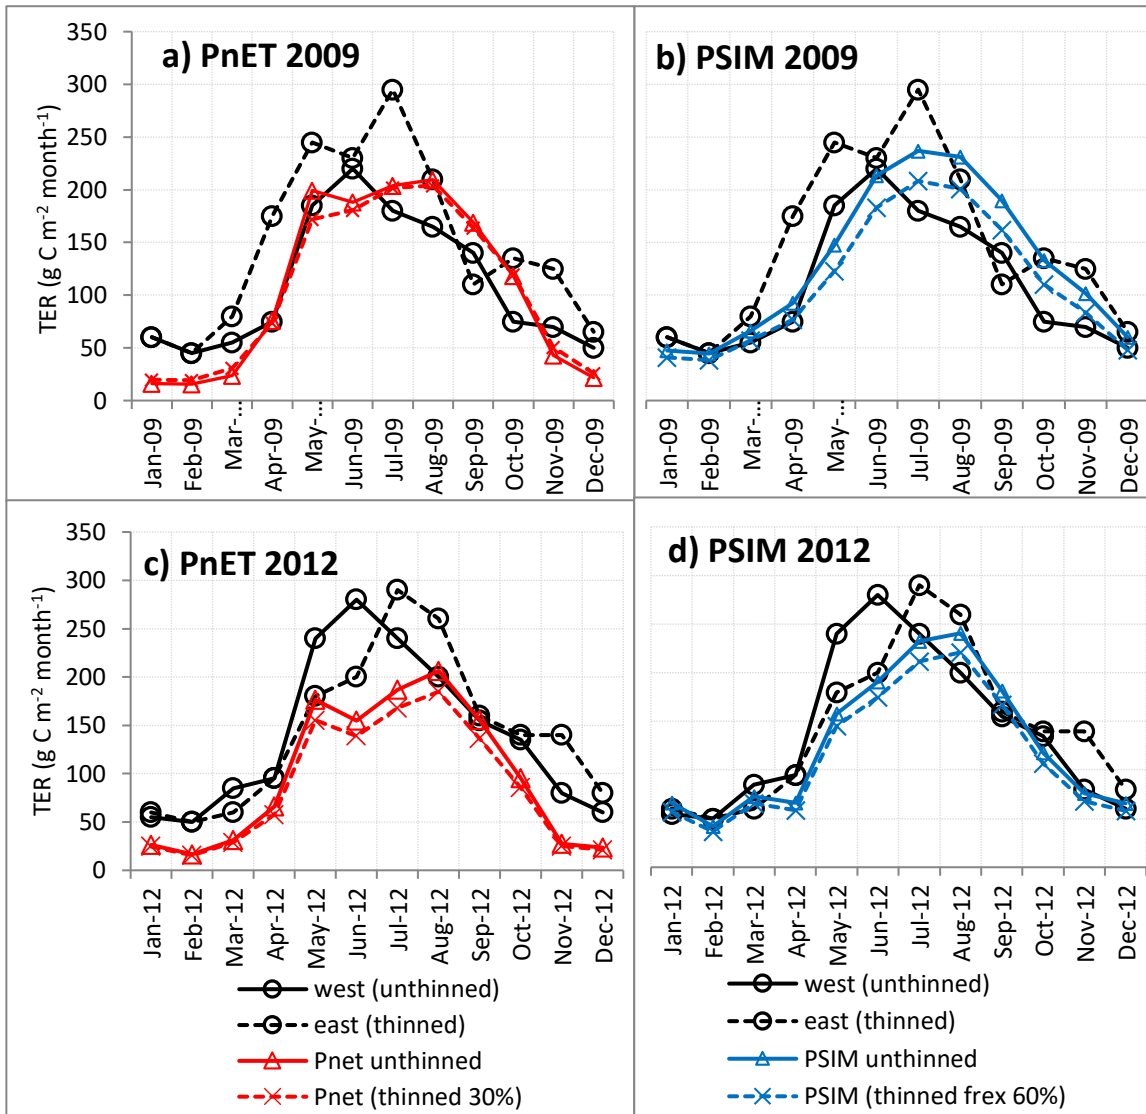 a) PnET 2009
TER (g C m⁻² month⁻¹)
350
300
250
200
150
100
50
0
Jan-09
Feb-09
Mar-...
Apr-09
May-...
Jun-09
Jul-09
Aug-09
Sep-09
Oct-09
Nov-09
Dec-09
b) PSIM 2009
Jan-09
Feb-09
Mar-...
Apr-09
May-...
Jun-09
Jul-09
Aug-09
Sep-09
Oct-09
Nov-09
Dec-09
c) PnET 2012
TER (g C m⁻² month⁻¹)
350
300
250
200
150
100
50
0
Jan-12
Feb-12
Mar-12
Apr-12
May-12
Jun-12
Jul-12
Aug-12
Sep-12
Oct-12
Nov-12
Dec-12
west (unthinned)
east (thinned)
Pnet unthinned
Pnet (thinned 30%)
d) PSIM 2012
Jan-12
Feb-12
Mar-12
Apr-12
May-12
Jun-12
Jul-12
Aug-12
Sep-12
Oct-12
Nov-12
Dec-12
west (unthinned)
east (thinned)
PSIM unthinned
PSIM (thinned frex 60%)